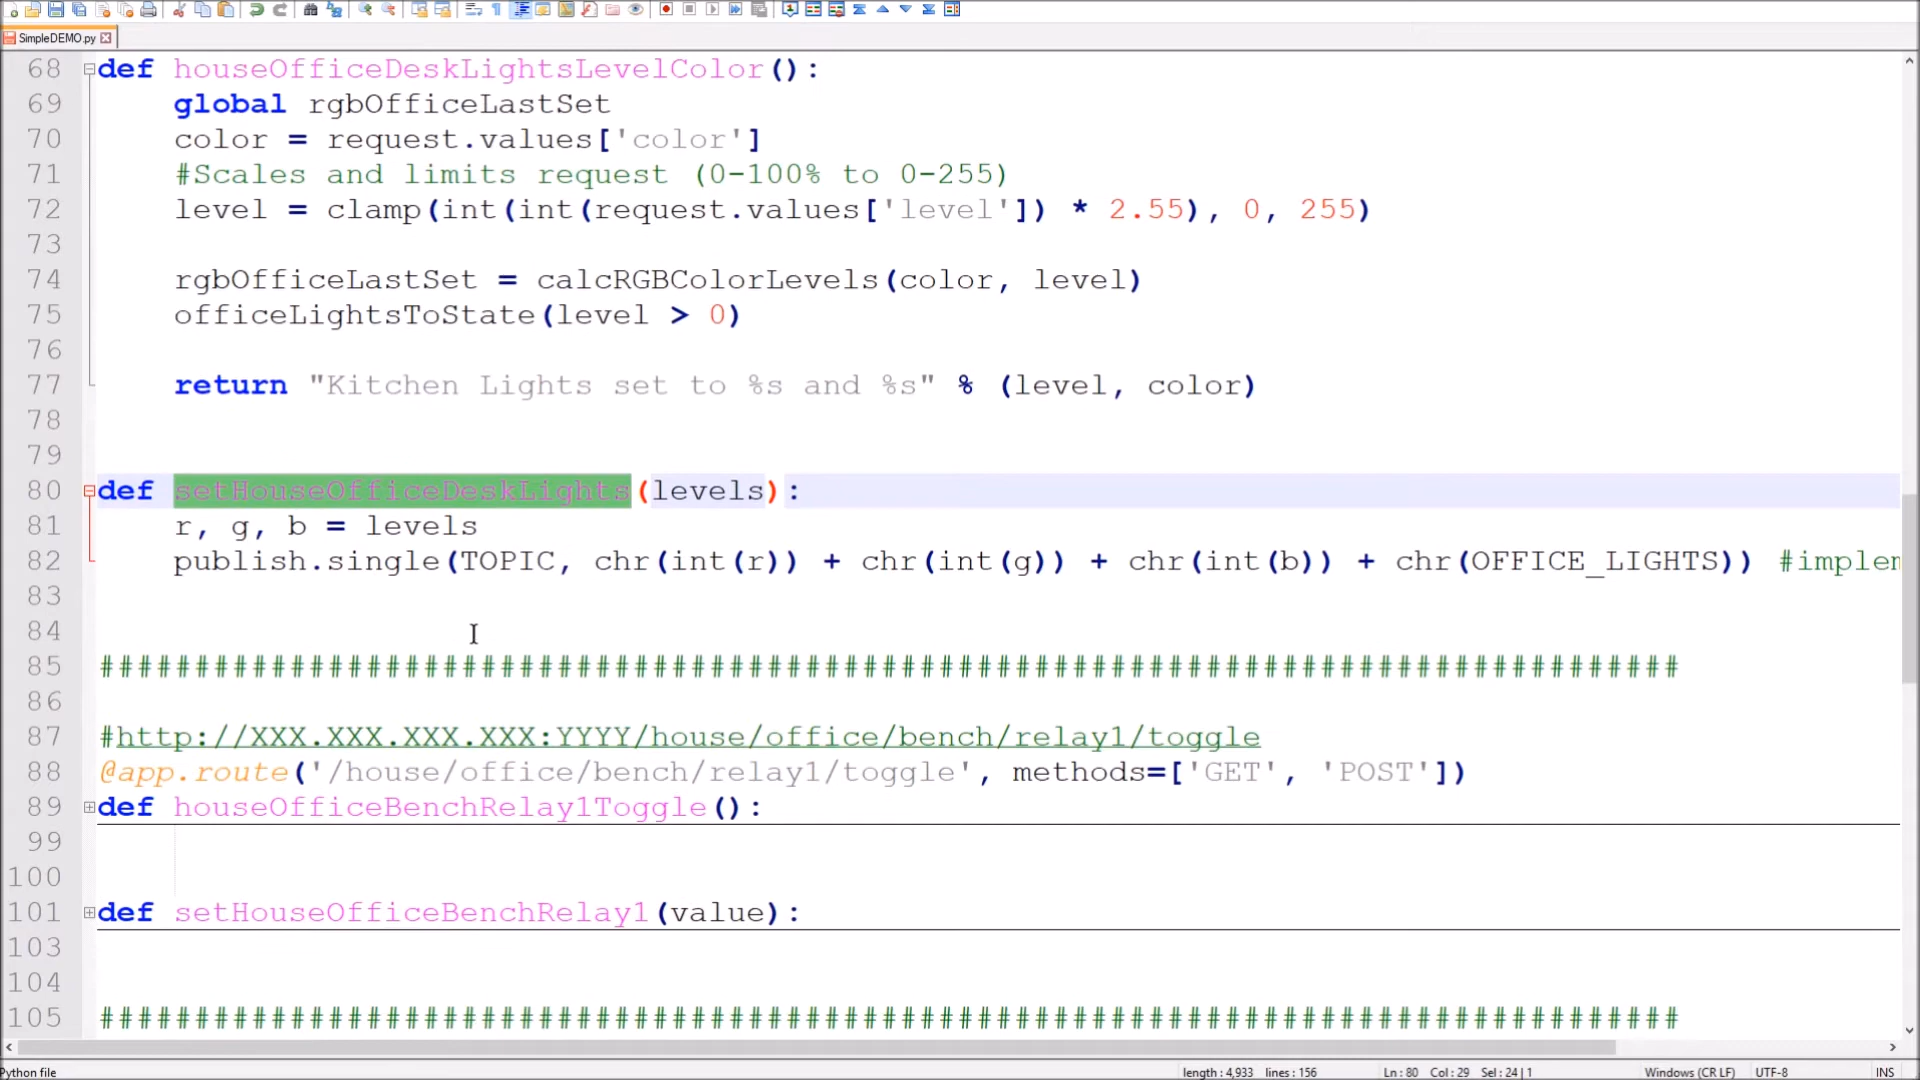 SimpleDEMO.py
68 def houseOfficeDeskLightsLevelColor():
69 global rgbOfficeLastSet
70 color = request.values['color']
71 #Scales and limits request (0-100% to 0-255)
72 level = clamp(int(int(request.values['level']) * 2.55), 0, 255)
73
74 rgbOfficeLastSet = calcRGBColorLevels(color, level)
75 officeLightsToState(level > 0)
76
77 return "Kitchen Lights set to %s and %s" % (level, color)
78
79
80 def setHouseOfficeDeskLights(levels):
81 r, g, b = levels
82 publish.single(TOPIC, chr(int(r)) + chr(int(g)) + chr(int(b)) + chr(OFFICE_LIGHTS)) #implem
83
84
85 ###################################################################################
86
87 #http://XXX.XXX.XXX.XXX:YYYY/house/office/bench/relay1/toggle
88 @app.route('/house/office/bench/relay1/toggle', methods=['GET', 'POST'])
89 def houseOfficeBenchRelay1Toggle():
99
100
101 def setHouseOfficeBenchRelay1(value):
103
104
105 ###################################################################################
Python file length : 4,933 lines : 156 Ln : 80 Col : 29 Sel : 24 | 1 Windows (CR LF) UTF-8 INS